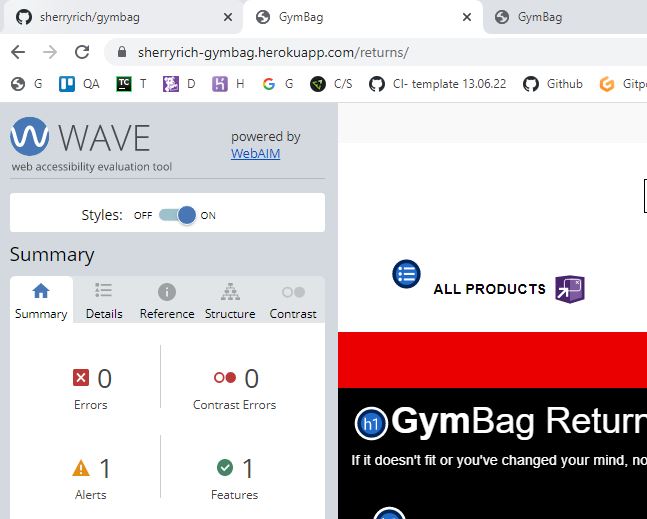 sherryrich/gymbag
GymBag
GymBag
sherryrich-gymbag.herokuapp.com/returns/
G QA T D H G C/S CI- template 13.06.22 Github Gitp
WAVE
web accessibility evaluation tool
powered by
WebAIM
Styles: OFF ON
Summary
Summary Details Reference Structure Contrast
0 0
Errors Contrast Errors
1 1
Alerts Features
ALL PRODUCTS
h1 GymBag Return
If it doesn't fit or you've changed your mind, no